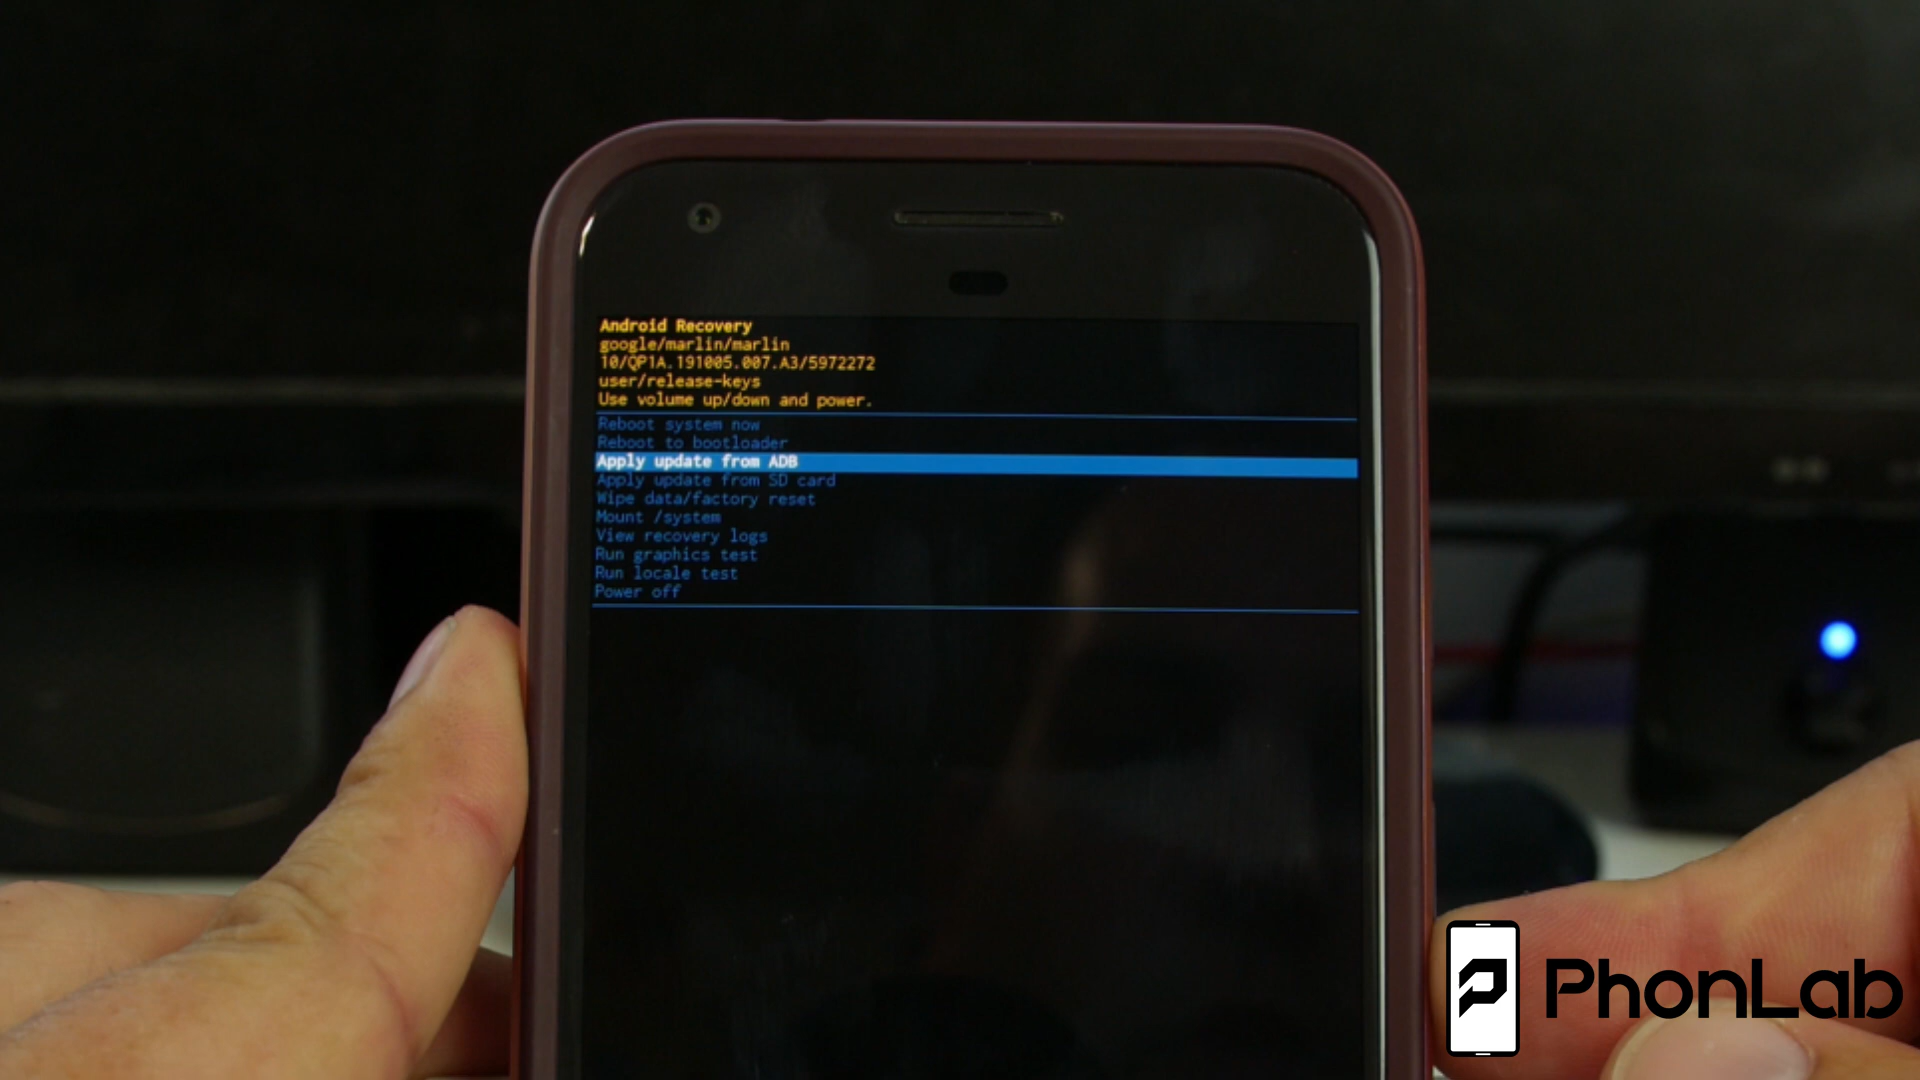 Android Recovery
google/marlin/marlin
10/QP1A.191005.007.A3/5972272
user/release-keys
Use volume up/down and power.
Reboot system now
Reboot to bootloader
Apply update from ADB
Apply update from SD card
Wipe data/factory reset
Mount /system
View recovery logs
Run graphics test
Run locale test
Power off
PhonLab